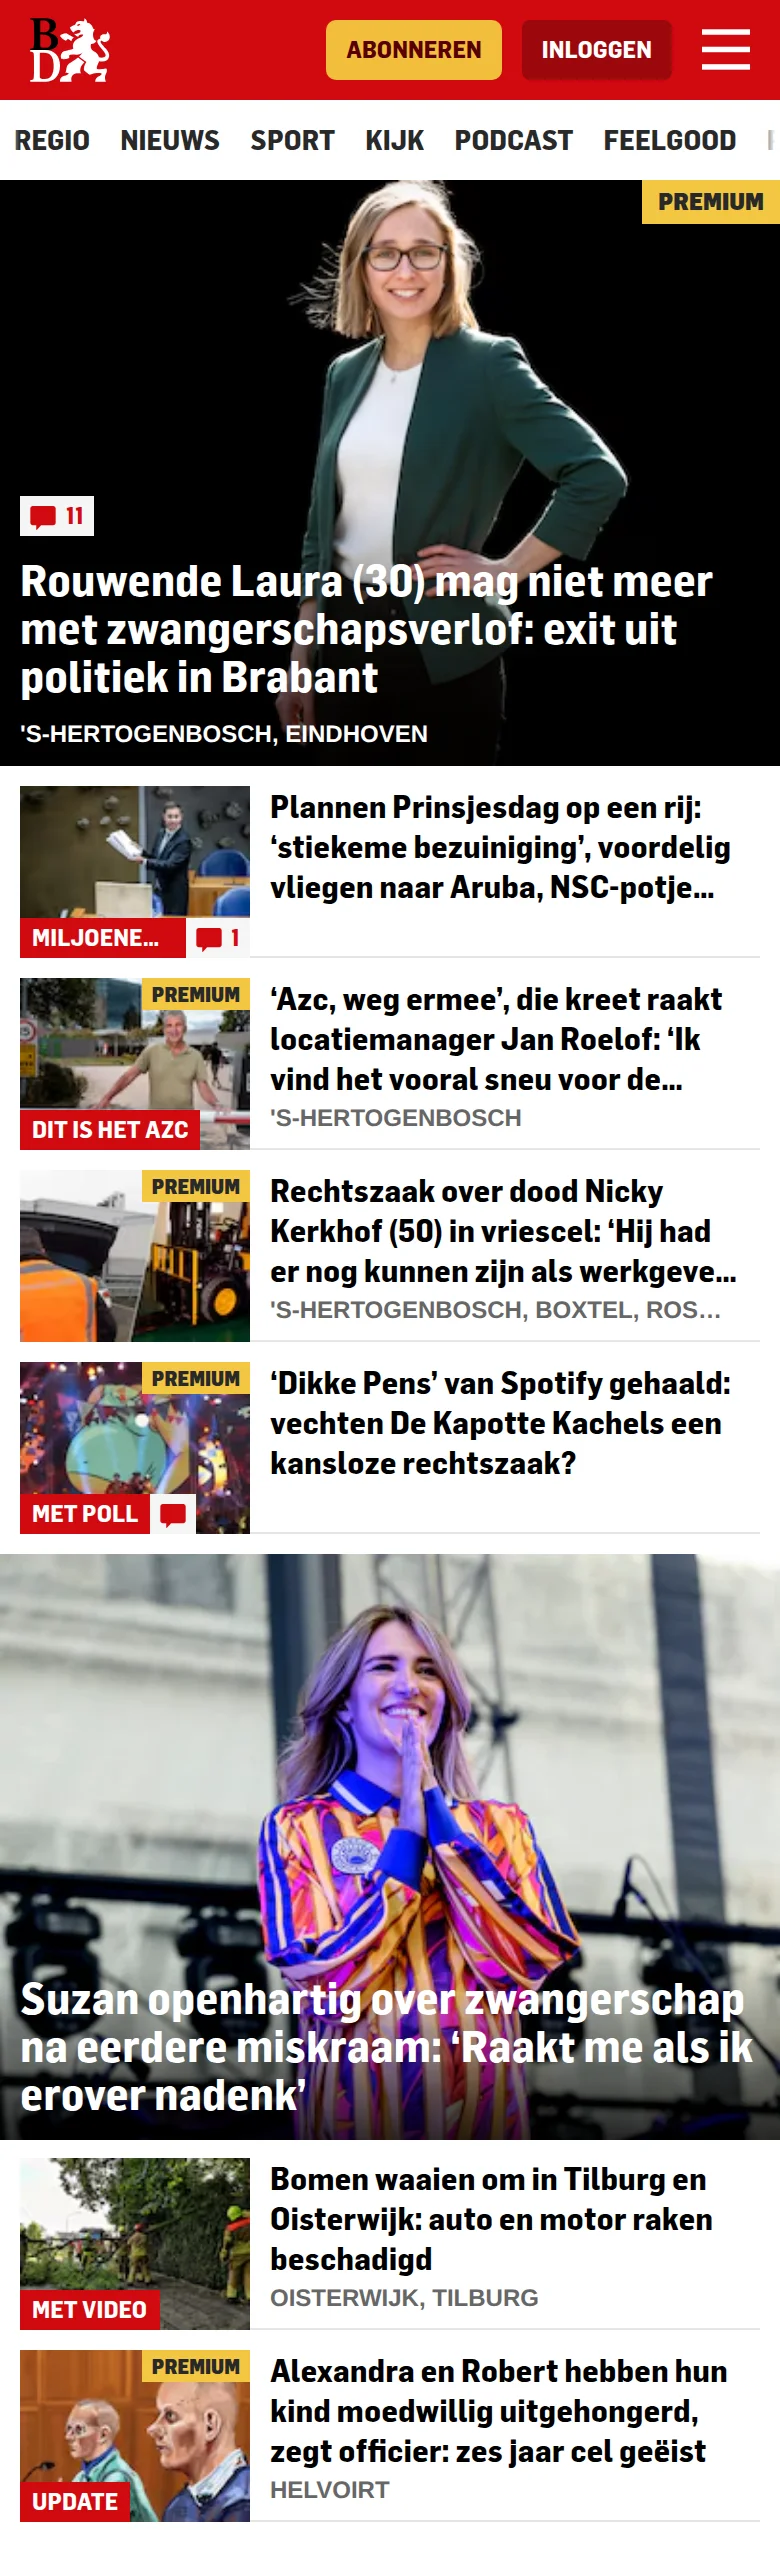 BD
ABONNEREN
INLOGGEN
REGIO NIEUWS SPORT KIJK PODCAST FEELGOOD
PREMIUM
11
Rouwende Laura (30) mag niet meer
met zwangerschapsverlof: exit uit
politiek in Brabant
'S-HERTOGENBOSCH, EINDHOVEN
Plannen Prinsjesdag op een rij:
‘stiekeme bezuiniging’, voordelig
vliegen naar Aruba, NSC-potje...
MILJOENE...
1
PREMIUM
‘Azc, weg ermee’, die kreet raakt
locatiemanager Jan Roelof: ‘Ik
vind het vooral sneu voor de...
'S-HERTOGENBOSCH
DIT IS HET AZC
PREMIUM
Rechtszaak over dood Nicky
Kerkhof (50) in vriescel: ‘Hij had
er nog kunnen zijn als werkgeve...
'S-HERTOGENBOSCH, BOXTEL, ROS...
PREMIUM
‘Dikke Pens’ van Spotify gehaald:
vechten De Kapotte Kachels een
kansloze rechtszaak?
MET POLL
Suzan openhartig over zwangerschap
na eerdere miskraam: ‘Raakt me als ik
erover nadenk’
Bomen waaien om in Tilburg en
Oisterwijk: auto en motor raken
beschadigd
OISTERWIJK, TILBURG
MET VIDEO
PREMIUM
Alexandra en Robert hebben hun
kind moedwillig uitgehongerd,
zegt officier: zes jaar cel geëist
HELVOIRT
UPDATE